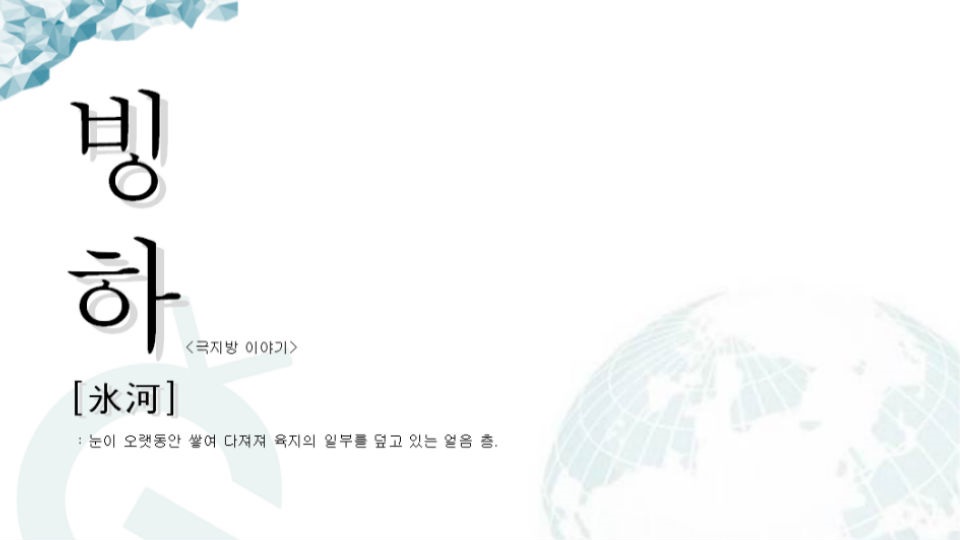 빙
하
<극지방 이야기>
[氷河]
: 눈이 오랫동안 쌓여 다져져 육지의 일부를 덮고 있는 얼음 층.